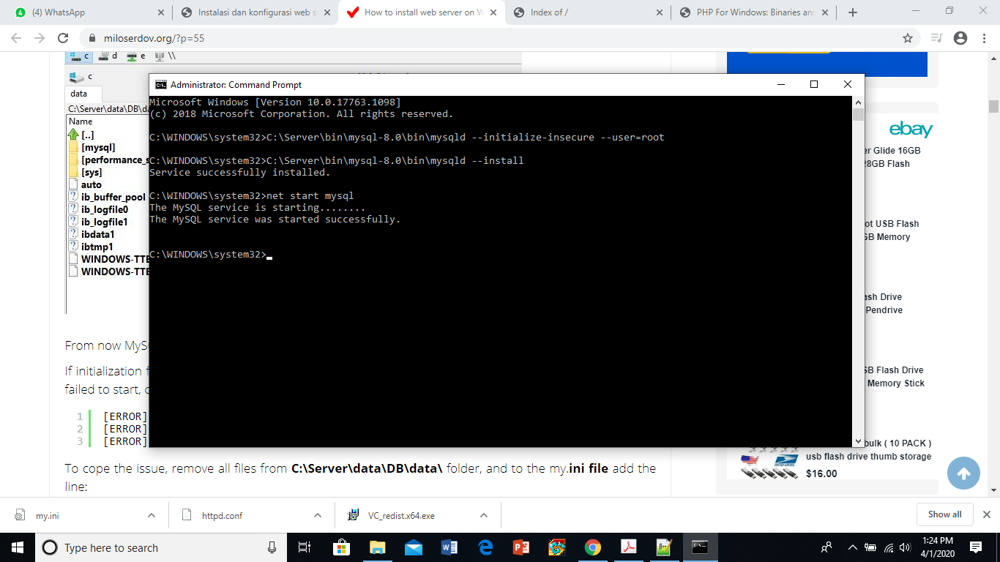 (4) WhatsApp
Instalasi dan konfigurasi web s
How to install web server on W
Index of /
PHP For Windows: Binaries and
miloserdov.org/?p=55
c d e \\
c
data
C:\Server\data\DB\da
Name
[..]
[mysql]
[performance_s
[sys]
auto
ib_buffer_pool
ib_logfile0
ib_logfile1
ibdata1
ibtmp1
WINDOWS-TTE
WINDOWS-TTE
Administrator: Command Prompt
Microsoft Windows [Version 10.0.17763.1098]
(c) 2018 Microsoft Corporation. All rights reserved.
C:\WINDOWS\system32>C:\Server\bin\mysql-8.0\bin\mysqld --initialize-insecure --user=root
C:\WINDOWS\system32>C:\Server\bin\mysql-8.0\bin\mysqld --install
Service successfully installed.
C:\WINDOWS\system32>net start mysql
The MySQL service is starting........
The MySQL service was started successfully.
C:\WINDOWS\system32>
From now MyS
If initialization f
failed to start, c
1 [ERROR]
2 [ERROR]
3 [ERROR]
To cope the issue, remove all files from C:\Server\data\DB\data\ folder, and to the my.ini file add the
line:
ebay
er Glide 16GB
28GB Flash
ot USB Flash
GB Memory
ash Drive
Pendrive
SB Flash Drive
Memory Stick
bulk ( 10 PACK )
usb flash drive thumb storage
$16.00
my.ini
httpd.conf
VC_redist.x64.exe
Show all
Type here to search
1:24 PM
4/1/2020